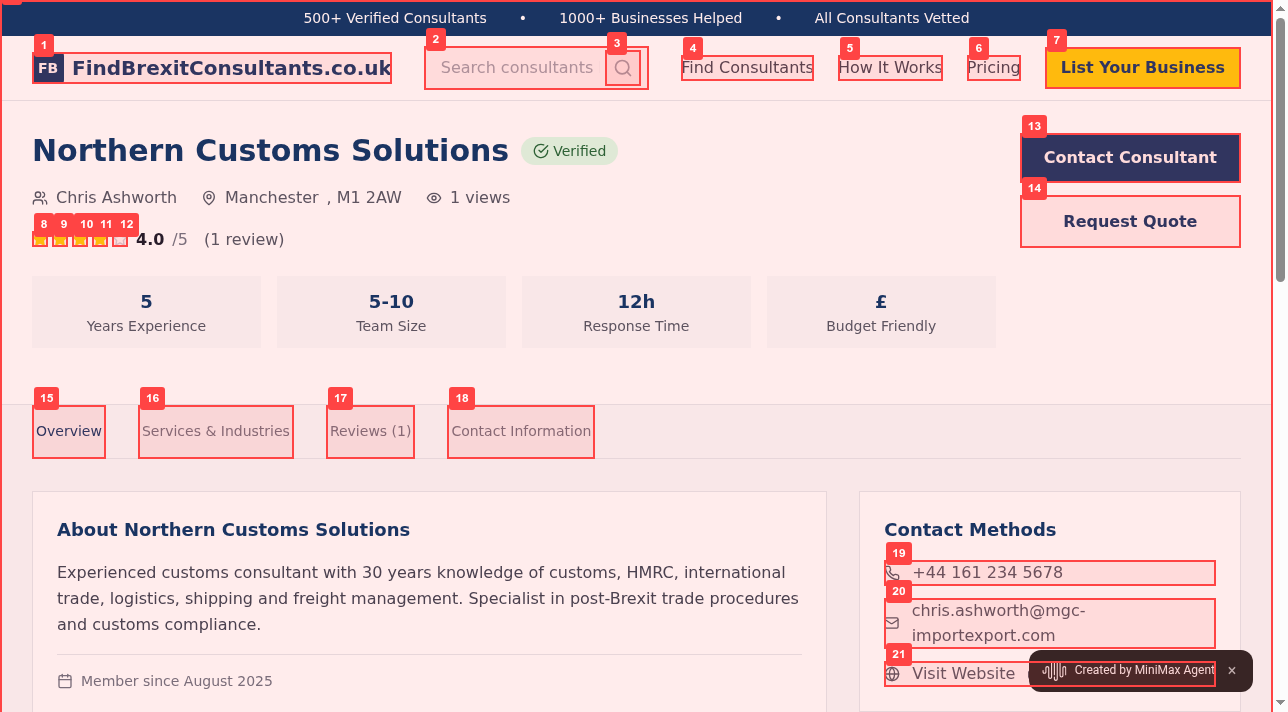 500+ Verified Consultants • 1000+ Businesses Helped • All Consultants Vetted
1 2 3 4 5 6 7
FB FindBrexitConsultants.co.uk Search consultants Find Consultants How It Works Pricing List Your Business
13
Northern Customs Solutions Verified Contact Consultant
14
Chris Ashworth Manchester , M1 2AW 1 views
Request Quote
8 9 10 11 12
4.0 /5 (1 review)
5 5-10 12h £
Years Experience Team Size Response Time Budget Friendly
15 16 17 18
Overview Services & Industries Reviews (1) Contact Information
About Northern Customs Solutions
Experienced customs consultant with 30 years knowledge of customs, HMRC, international
trade, logistics, shipping and freight management. Specialist in post-Brexit trade procedures
and customs compliance.
Member since August 2025
Contact Methods
19
+44 161 234 5678
20
chris.ashworth@mgc-
importexport.com
21
Visit Website
Created by MiniMax Agent ×